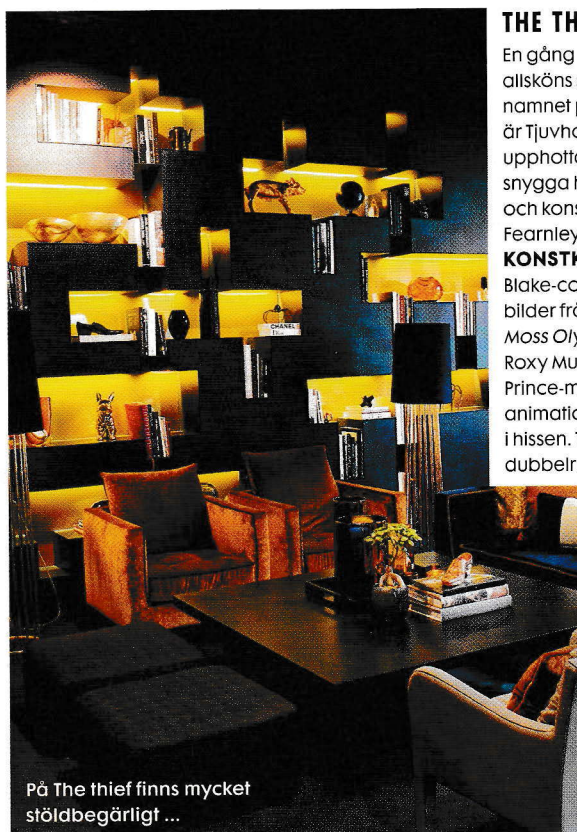 THE TH
En gång
allsköns
namnet p
är Tjuvho
upphotta
snygga h
och kons
Fearnley
KONSTK
Blake-co
bilder frå
Moss Oly
Roxy Mu
Prince-m
animatio
i hissen. T
dubbelr
CHANEL
Dior
På The thief finns mycket
stöldbegärligt ...